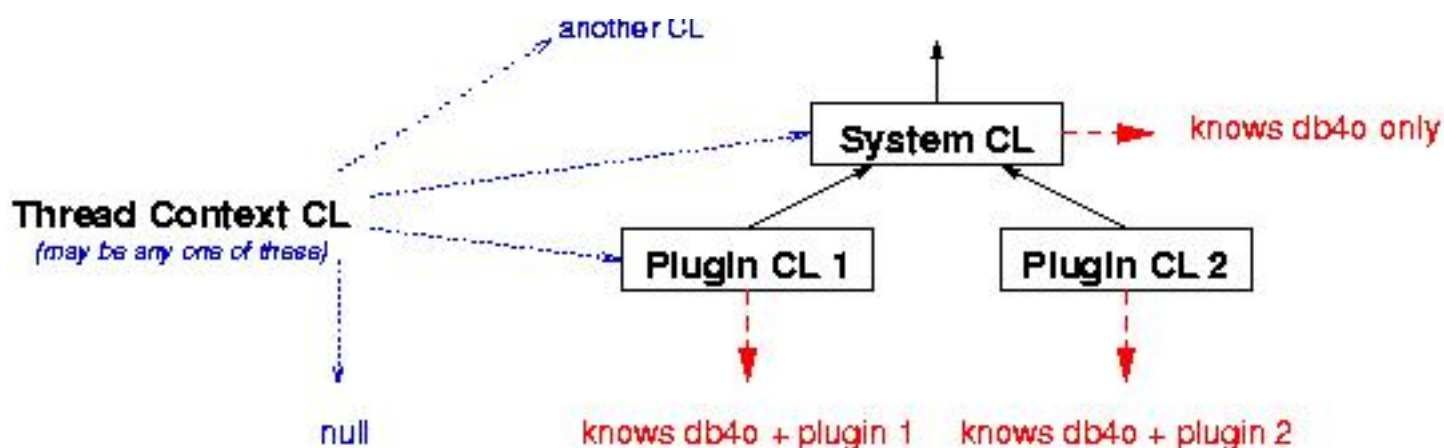 another CL
System CL
knows db4o only
Thread Context CL
(may be any one of these)
Plugin CL 1
Plugin CL 2
null
knows db4o + plugin 1
knows db4o + plugin 2